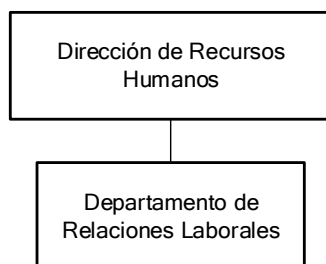 Dirección de Recursos
Humanos
Departamento de
Relaciones Laborales